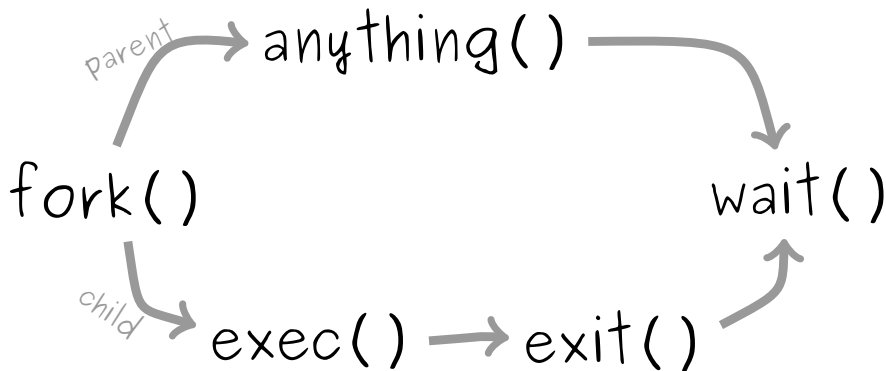 parent
anything()
fork()
wait()
child
exec()
exit()